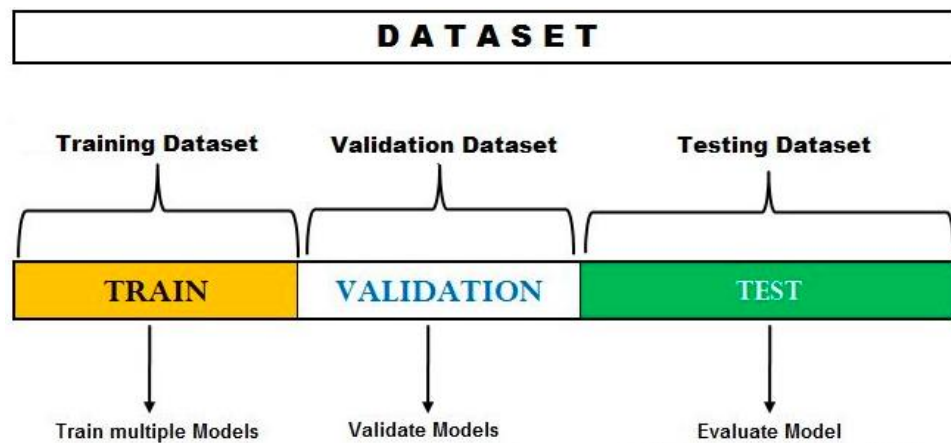 DATASET
Training Dataset Validation Dataset Testing Dataset
TRAIN VALIDATION TEST
Train multiple Models Validate Models Evaluate Model